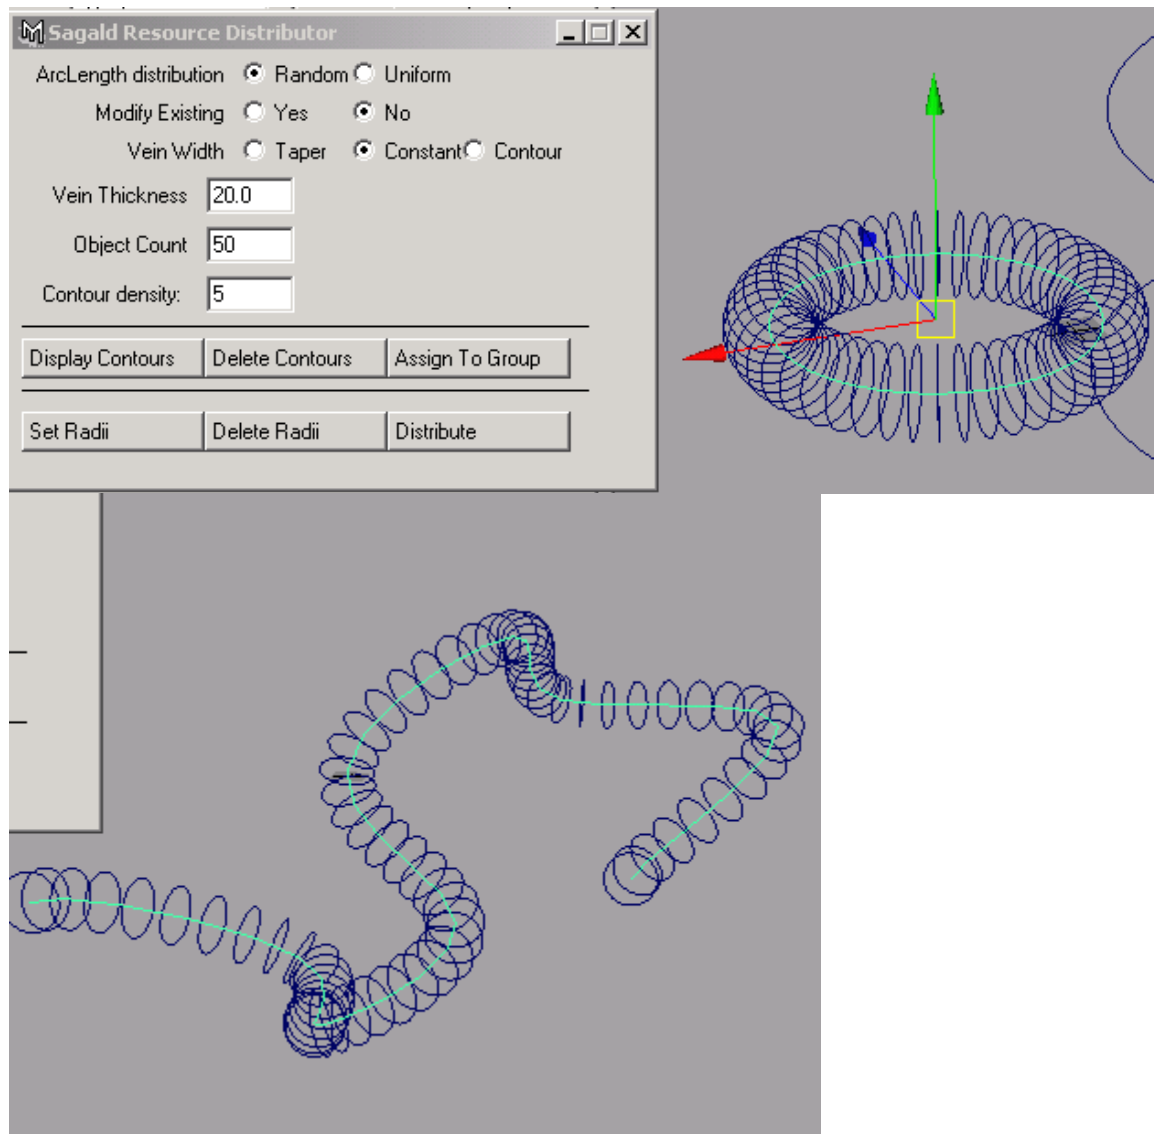 Sagald Resource Distributor
ArcLength distribution Random Uniform
Modify Existing Yes No
Vein Width Taper Constant Contour
Vein Thickness 20.0
Object Count 50
Contour density: 5
Display Contours Delete Contours Assign To Group
Set Radii Delete Radii Distribute